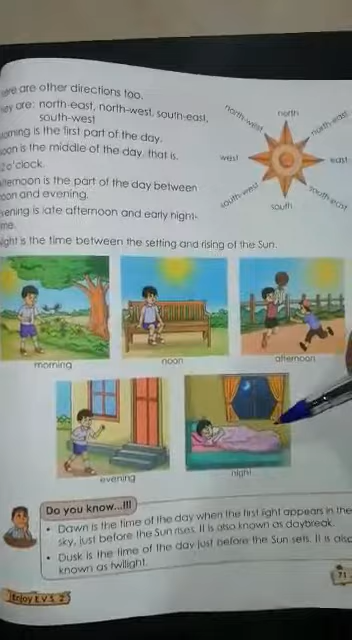 ere are other directions too.
ey are: north-east, north-west, south-east,
south-west
orning is the first part of the day.
oon is the middle of the day, that is,
2 o'clock.
fternoon is the part of the day between
oon and evening.
vening is late afternoon and early night-
me.
ight is the time between the setting and rising of the Sun.
north-west
north
north-east
west
east
south-west
south
south-east
morning
noon
afternoon
evening
night
Do you know...!!!
• Dawn is the time of the day when the first light appears in the
sky, just before the Sun rises. It is also known as daybreak.
• Dusk is the time of the day just before the Sun sets. It is also
known as twilight.
71
Enjoy E.V.S. 2